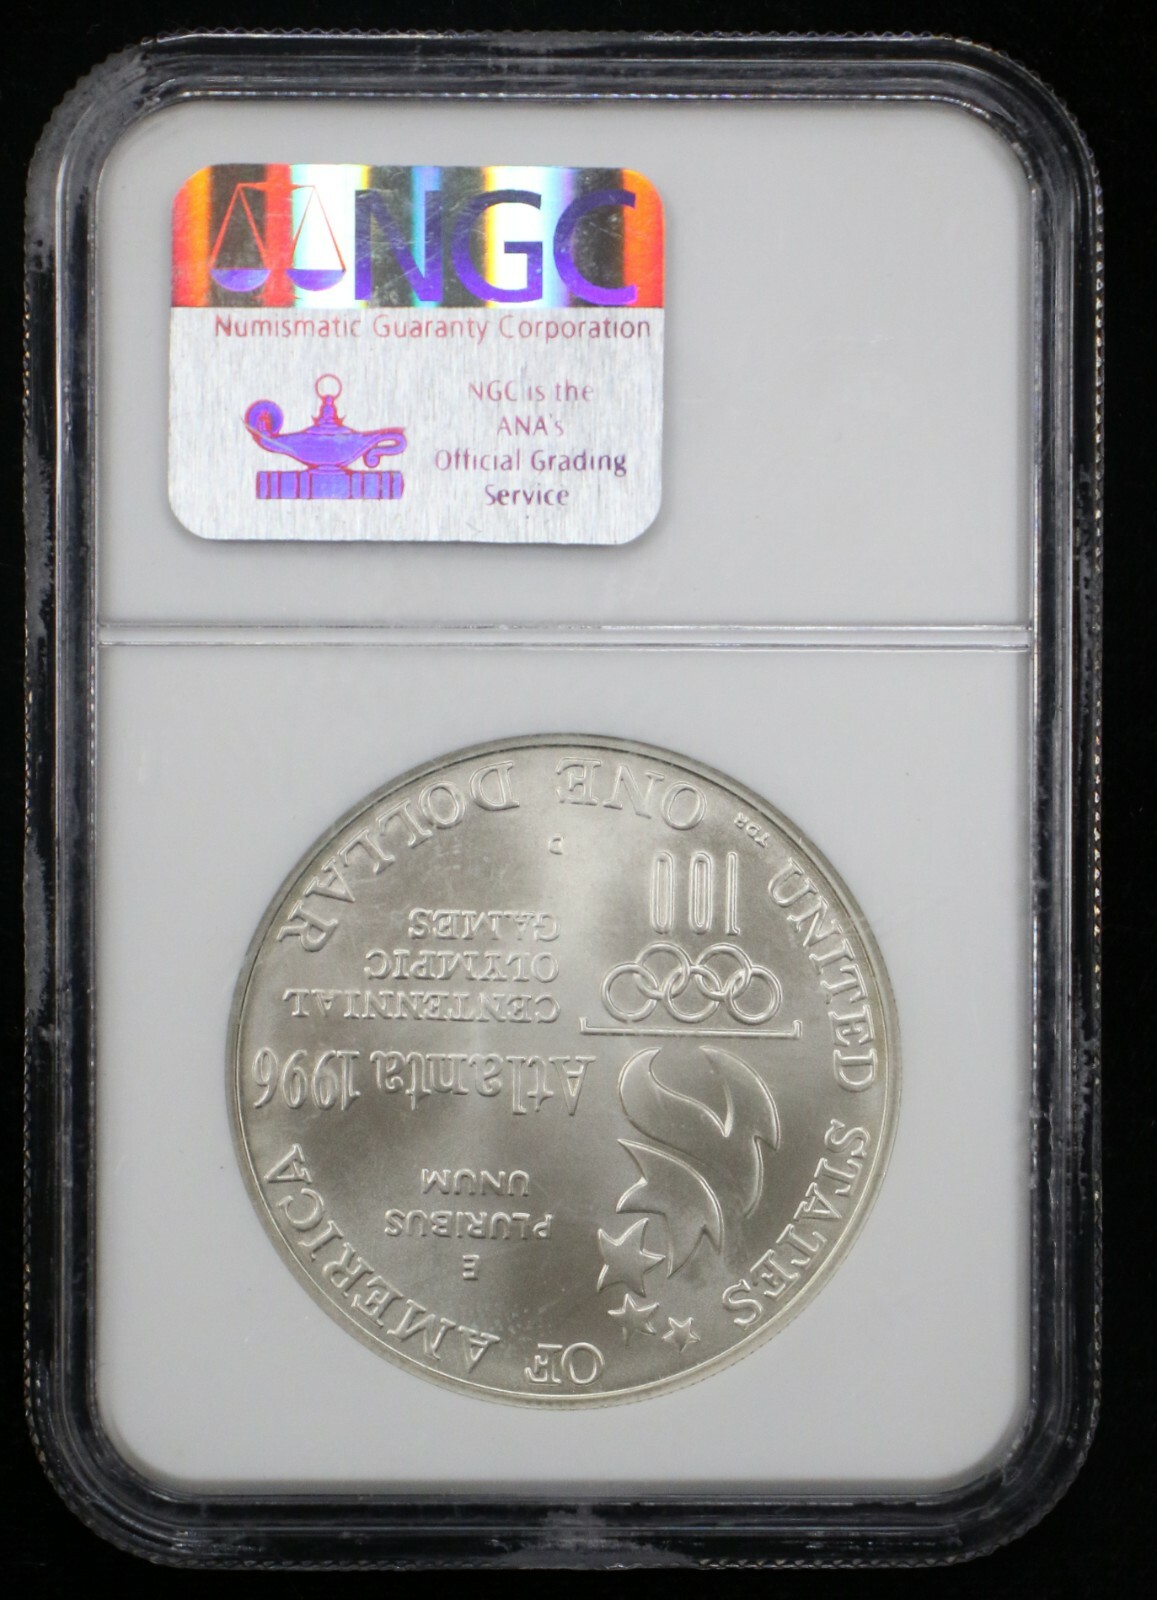 NGC
Numismatic Guaranty Corporation
NGC is the
ANA's
Official Grading
Service
UNITED STATES OF AMERICA
E
PLURIBUS
UNUM
Atlanta 1996
CENTENNIAL
OLYMPIC
GAMES
100
D
TDR
ONE DOLLAR